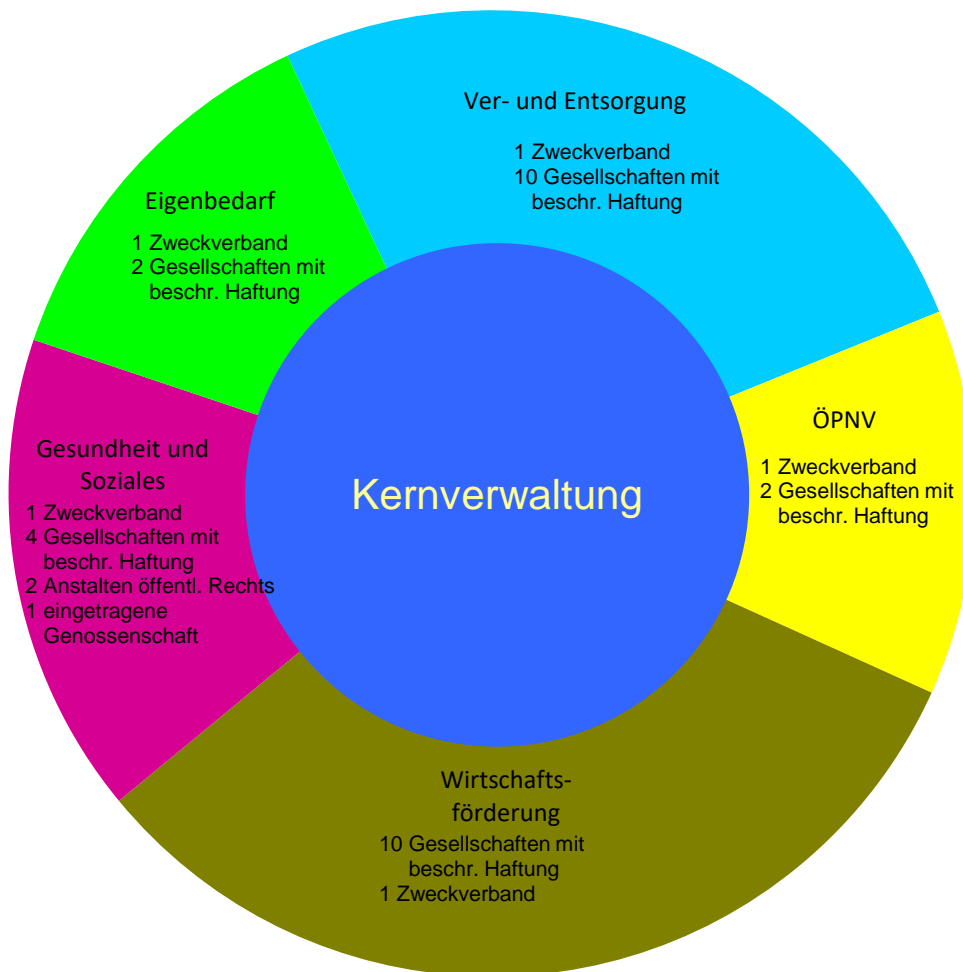 Ver- und Entsorgung
1 Zweckverband
10 Gesellschaften mit
beschr. Haftung
Eigenbedarf
1 Zweckverband
2 Gesellschaften mit
beschr. Haftung
ÖPNV
1 Zweckverband
2 Gesellschaften mit
beschr. Haftung
Gesundheit und
Soziales
1 Zweckverband
4 Gesellschaften mit
beschr. Haftung
2 Anstalten öffentl. Rechts
1 eingetragene
Genossenschaft
Kernverwaltung
Wirtschafts-
förderung
10 Gesellschaften mit
beschr. Haftung
1 Zweckverband